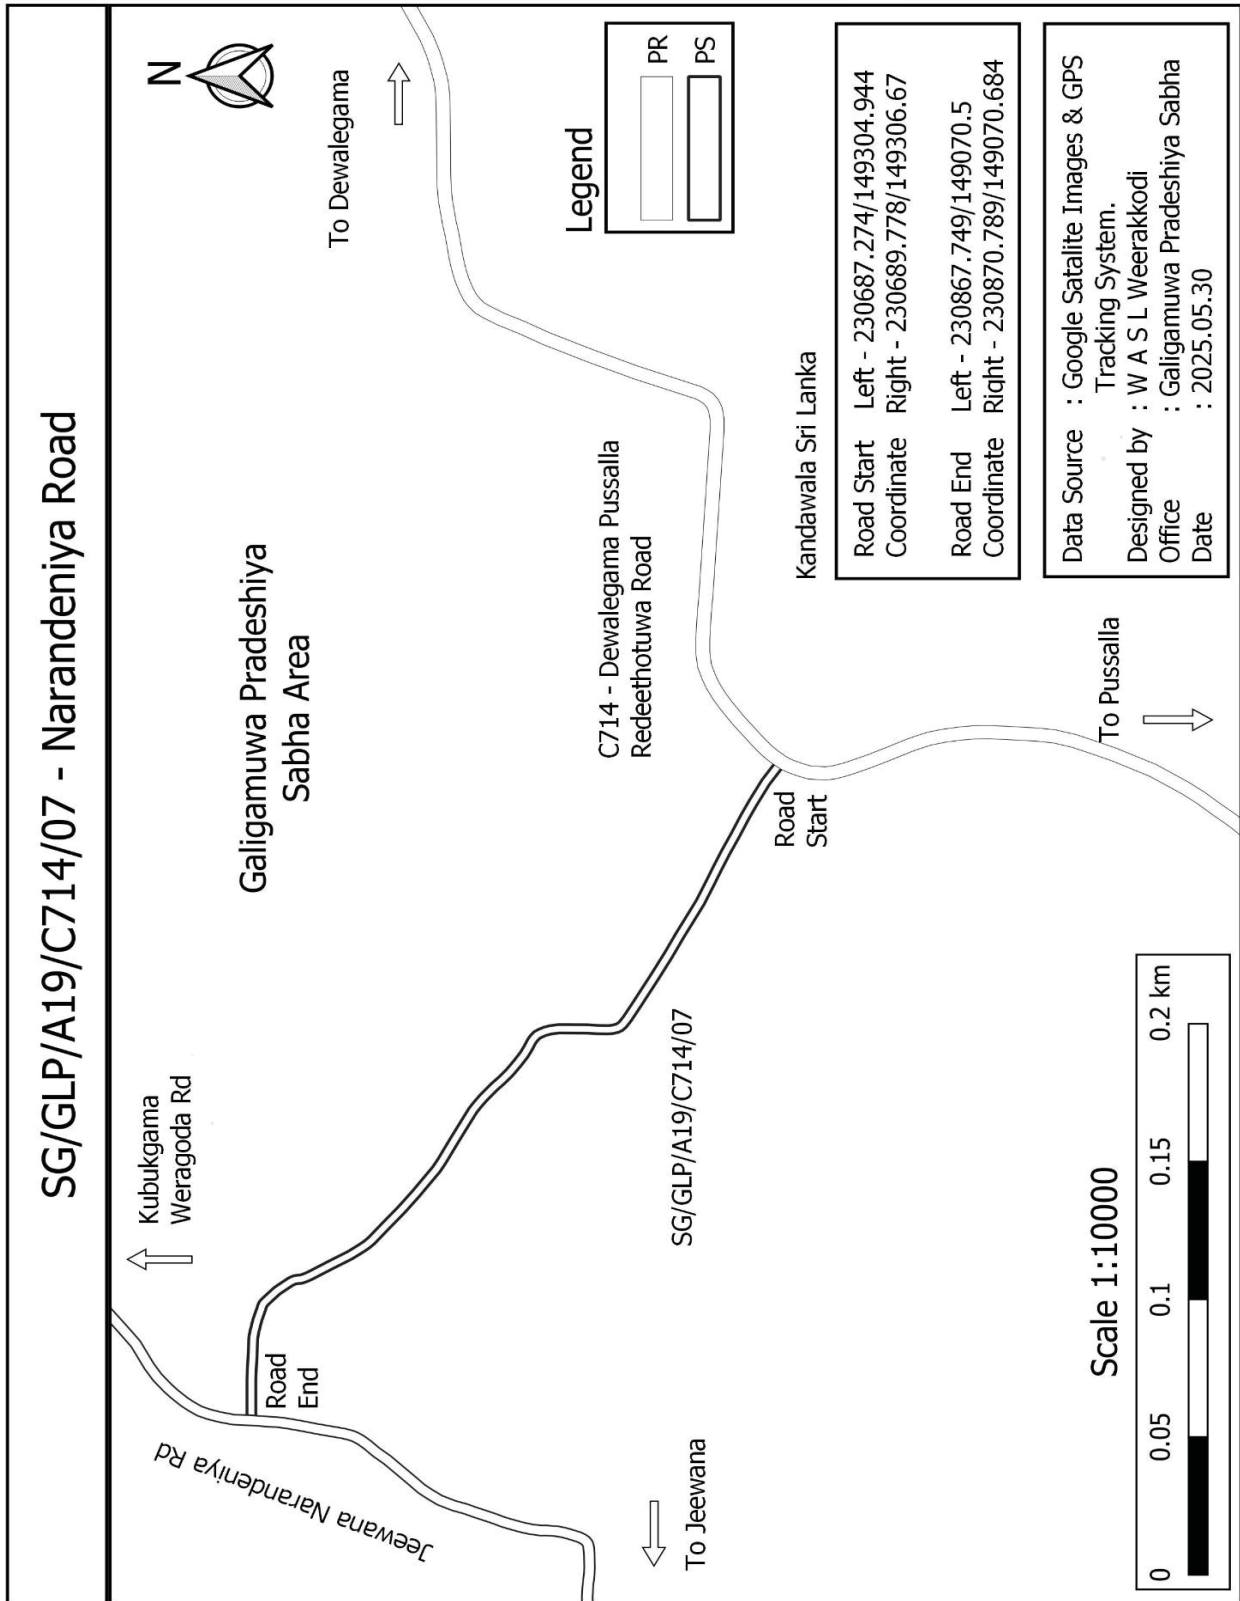 SG/GLP/A19/C714/07 - Narandeniya Road
N
Kubukgama
Weragoda Rd
Galigamuwa Pradeshiya
Sabha Area
To Dewalegama
Jeewana Narandeniya Rd
Road
End
Legend
PR
PS
C714 - Dewalegama Pussalla
Redeethotuwa Road
SG/GLP/A19/C714/07
To Jeewana
Road
Start
Kandawala Sri Lanka
Road Start Left - 230687.274/149304.944
Coordinate Right - 230689.778/149306.67
Road End Left - 230867.749/149070.5
Coordinate Right - 230870.789/149070.684
To Pussalla
Data Source : Google Satalite Images & GPS
Tracking System.
Designed by : W A S L Weerakkodi
Office : Galigamuwa Pradeshiya Sabha
Date : 2025.05.30
Scale 1:10000
0 0.05 0.1 0.15 0.2 km